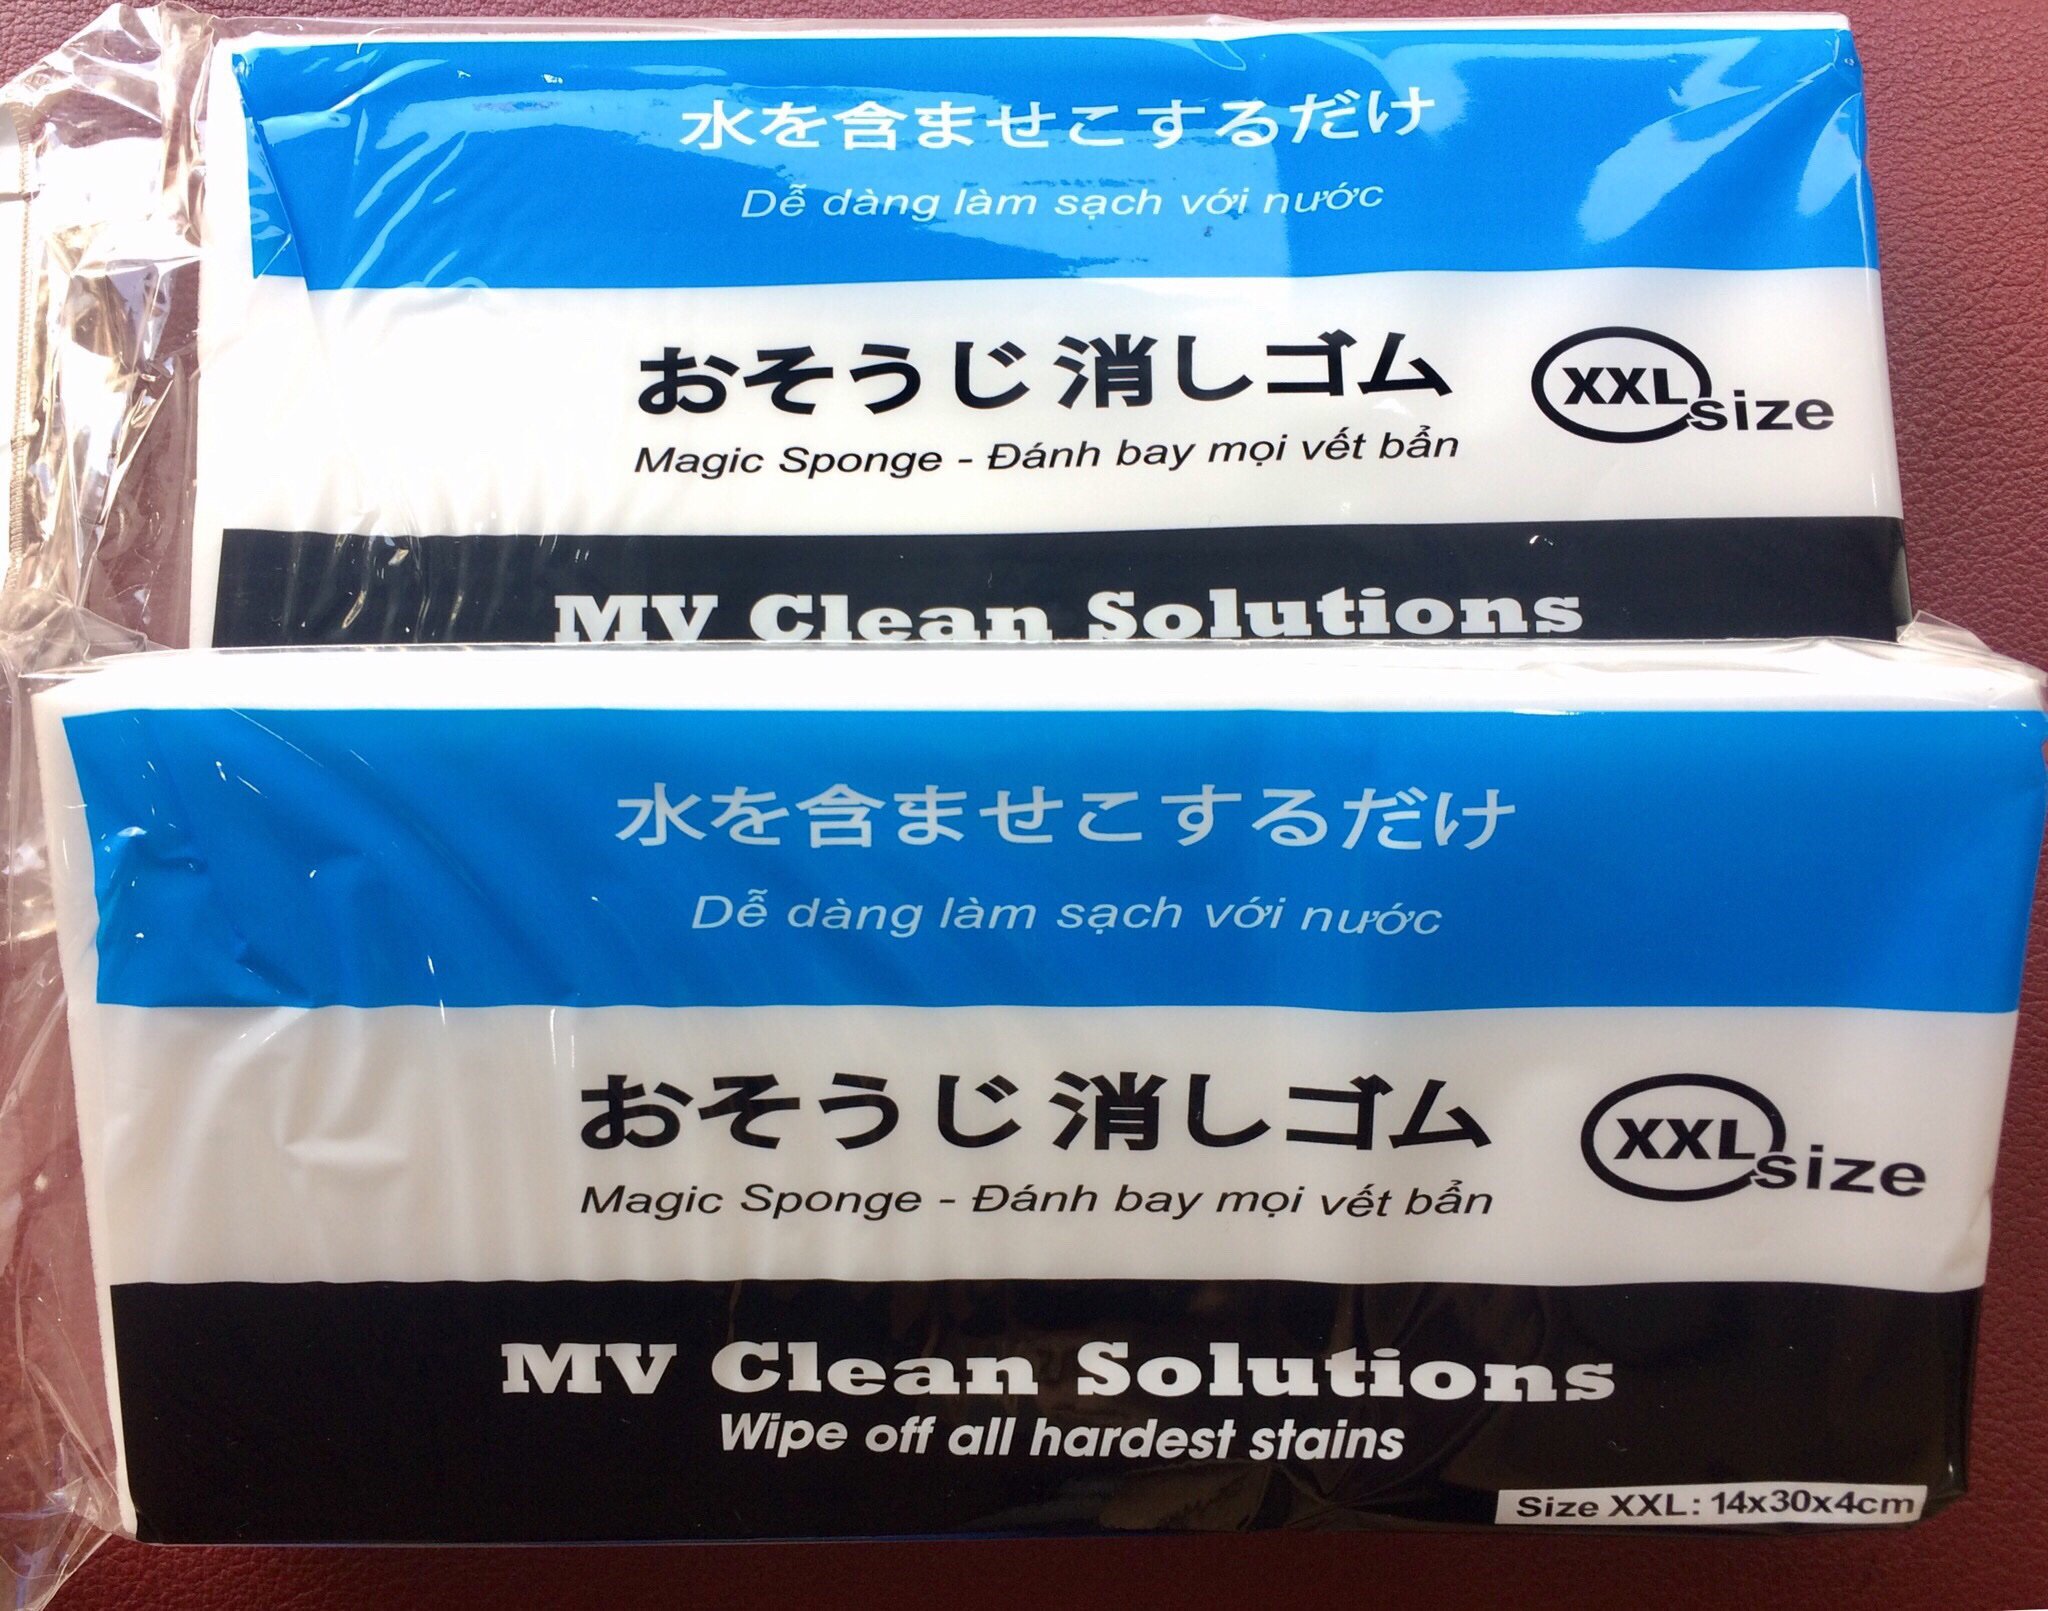 水を含ませこするだけ
Dễ dàng làm sạch với nước
おそうじ 消しゴム
Magic Sponge - Đánh bay mọi vết bẩn
XXL size
MV Clean Solutions
水を含ませこするだけ
Dễ dàng làm sạch với nước
おそうじ 消しゴム
Magic Sponge - Đánh bay mọi vết bẩn
XXL size
MV Clean Solutions
Wipe off all hardest stains
Size XXL: 14x30x4cm